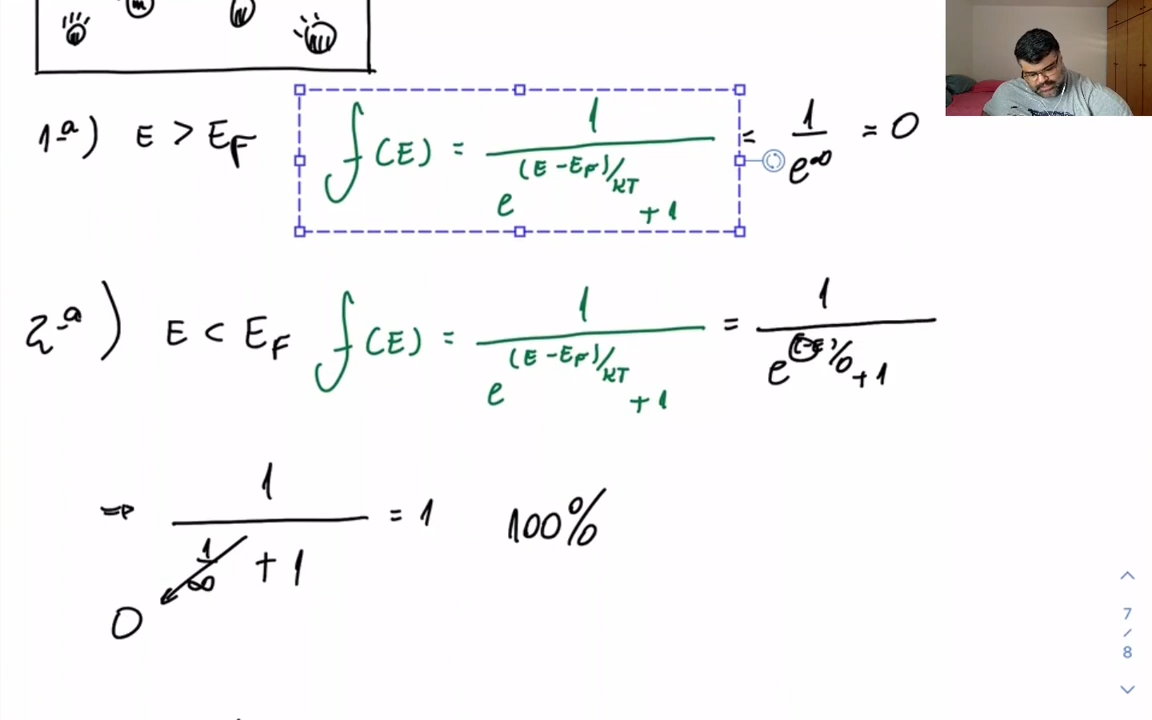 1ª) E > E_F f(E) = 1 / (e^((E - E_F)/KT) + 1) = 1 / e^∞ = 0
2ª) E < E_F f(E) = 1 / (e^((E - E_F)/KT) + 1) = 1 / (e^((-E)/0) + 1)
⇒ 1 / (1/∞ + 1) = 1 100%
0
7
/
8